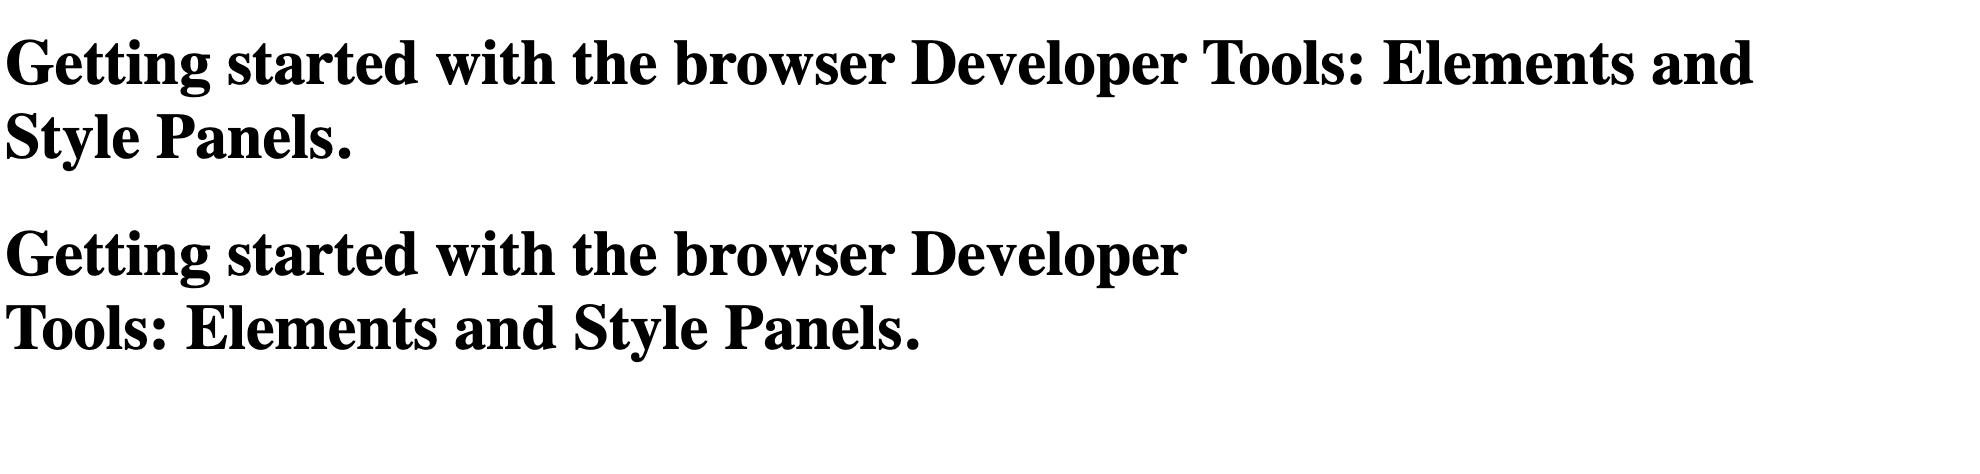 Getting started with the browser Developer Tools: Elements and
Style Panels.
Getting started with the browser Developer
Tools: Elements and Style Panels.